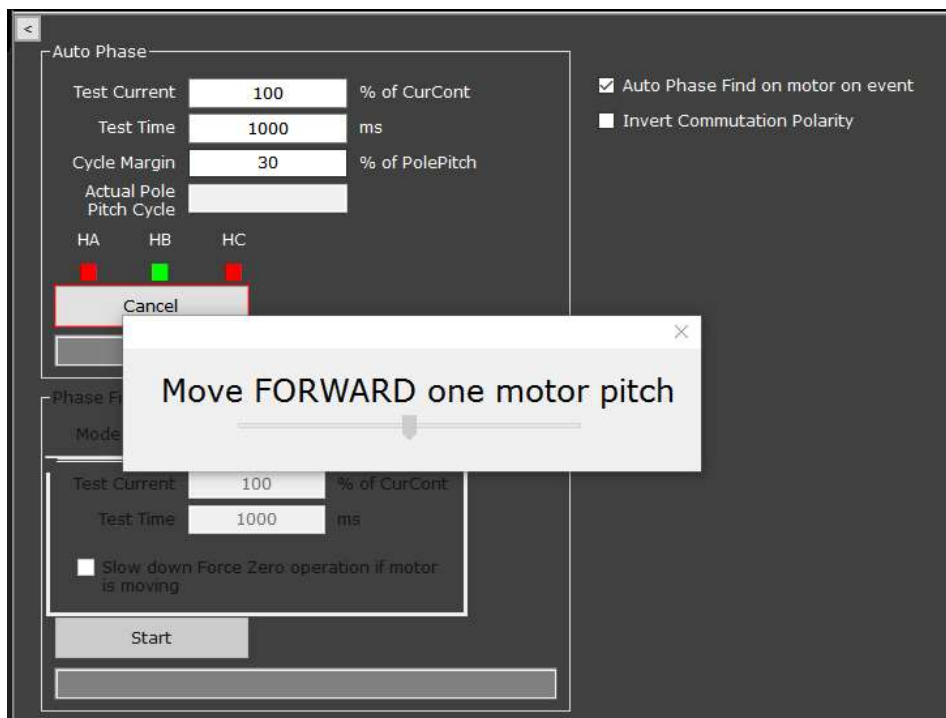 <
Auto Phase
Test Current 100 % of CurCont
Test Time 1000 ms
Cycle Margin 30 % of PolePitch
Actual Pole
Pitch Cycle
HA HB HC
Cancel
Auto Phase Find on motor on event
Invert Commutation Polarity
Move FORWARD one motor pitch
Phase Fi
Mode
Test Current 100 % of CurCont
Test Time 1000 ms
Slow down Force Zero operation if motor
is moving
Start